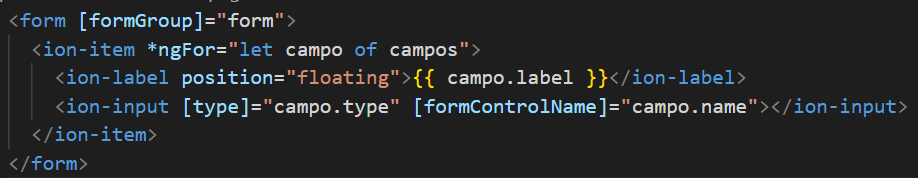 <form [formGroup]="form">
<ion-item *ngFor="let campo of campos">
<ion-label position="floating">{{ campo.label }}</ion-label>
<ion-input [type]="campo.type" [formControlName]="campo.name"></ion-input>
</ion-item>
</form>